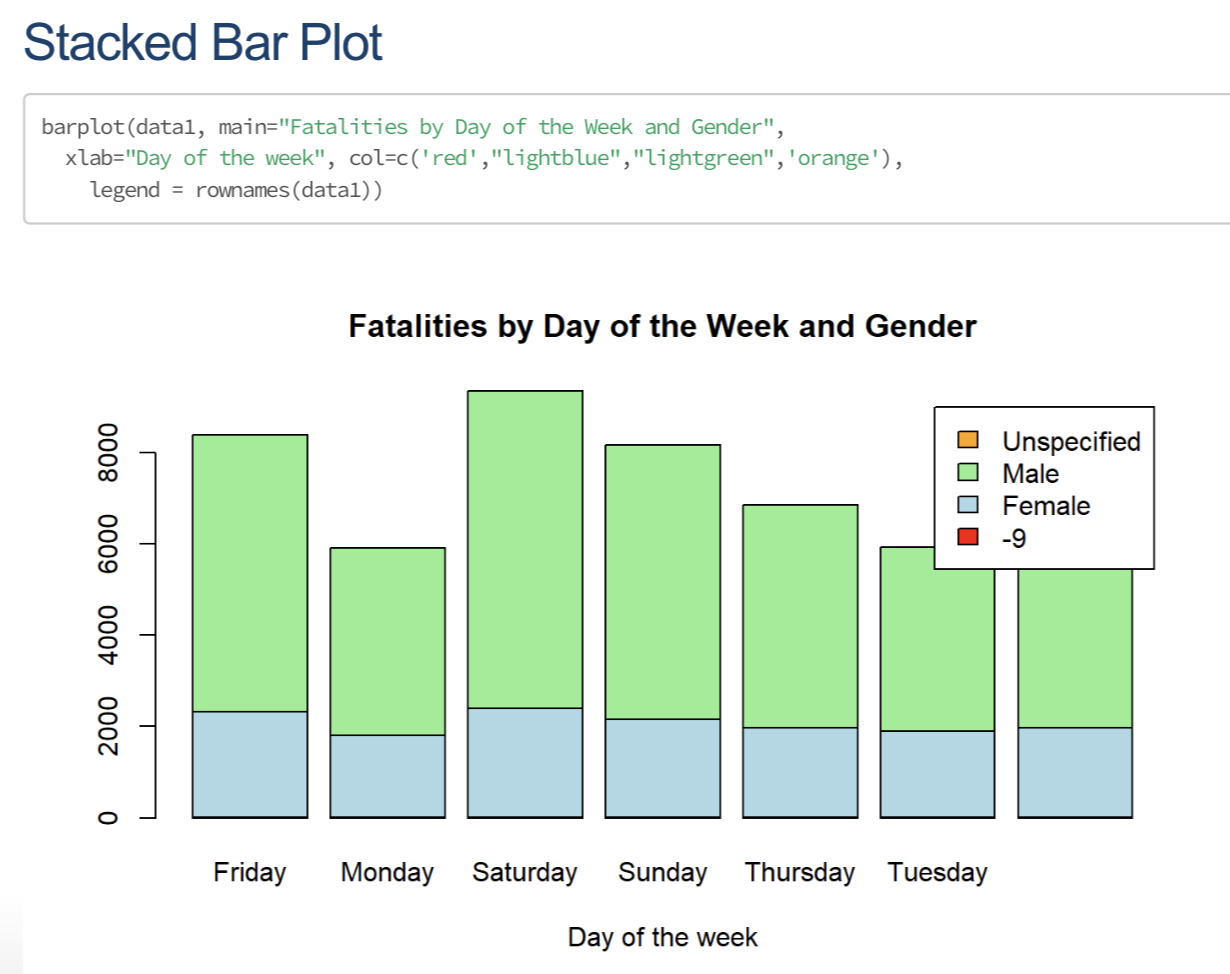 Stacked Bar Plot
barplot(data1, main="Fatalities by Day of the Week and Gender",
xlab="Day of the week", col=c('red',"lightblue","lightgreen",'orange'),
legend = rownames(data1))
Fatalities by Day of the Week and Gender
8000
6000
4000
2000
0
Unspecified
Male
Female
-9
Friday Monday Saturday Sunday Thursday Tuesday
Day of the week